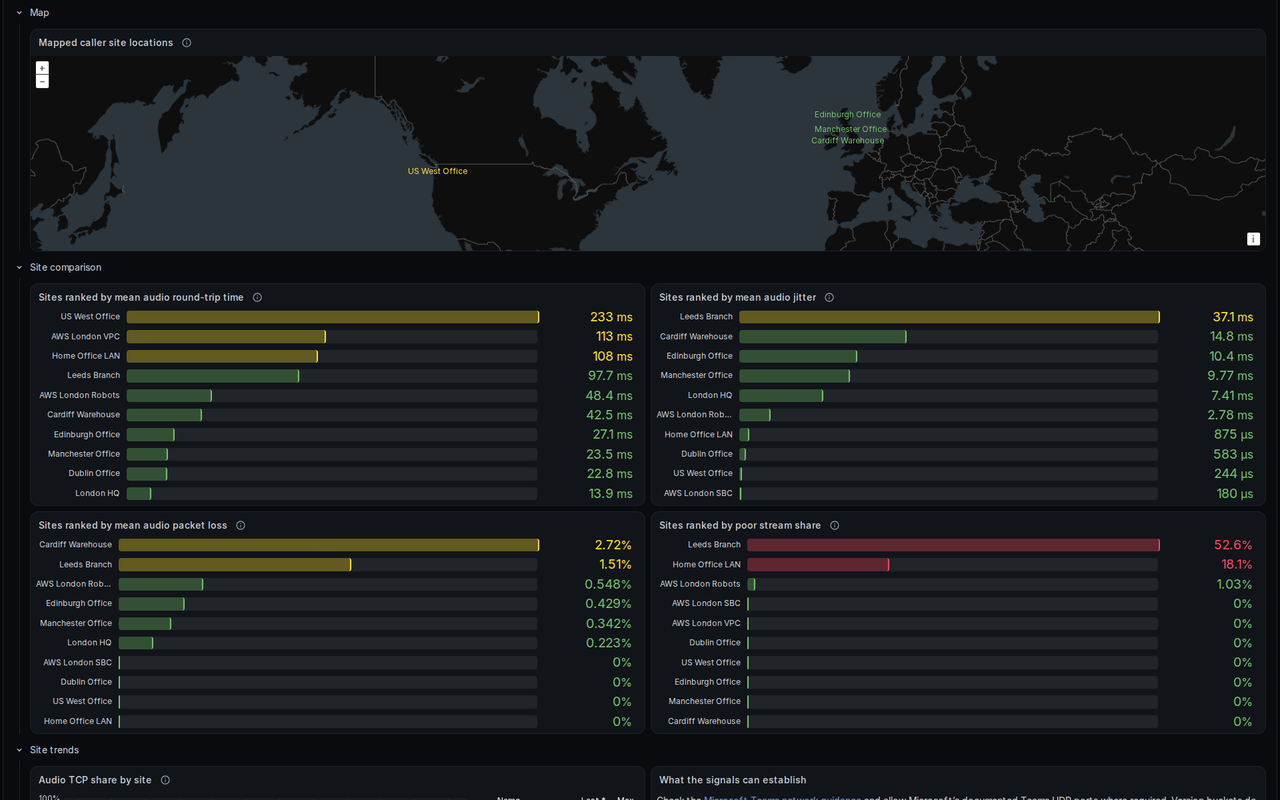 Map
Mapped caller site locations
+
−
Edinburgh Office
Manchester Office
Cardiff Warehouse
US West Office
i
Site comparison
Sites ranked by mean audio round-trip time
US West Office 233 ms
AWS London VPC 113 ms
Home Office LAN 108 ms
Leeds Branch 97.7 ms
AWS London Robots 48.4 ms
Cardiff Warehouse 42.5 ms
Edinburgh Office 27.1 ms
Manchester Office 23.5 ms
Dublin Office 22.8 ms
London HQ 13.9 ms
Sites ranked by mean audio jitter
Leeds Branch 37.1 ms
Cardiff Warehouse 14.8 ms
Edinburgh Office 10.4 ms
Manchester Office 9.77 ms
London HQ 7.41 ms
AWS London Rob... 2.78 ms
Home Office LAN 875 µs
Dublin Office 583 µs
US West Office 244 µs
AWS London SBC 180 µs
Sites ranked by mean audio packet loss
Cardiff Warehouse 2.72%
Leeds Branch 1.51%
AWS London Rob... 0.548%
Edinburgh Office 0.429%
Manchester Office 0.342%
London HQ 0.223%
AWS London SBC 0%
Dublin Office 0%
US West Office 0%
Home Office LAN 0%
Sites ranked by poor stream share
Leeds Branch 52.6%
Home Office LAN 18.1%
AWS London Robots 1.03%
AWS London SBC 0%
AWS London VPC 0%
Dublin Office 0%
US West Office 0%
Edinburgh Office 0%
Manchester Office 0%
Cardiff Warehouse 0%
Site trends
Audio TCP share by site
100% Name Last * Max
What the signals can establish
Check the Microsoft Teams network guidance and allow Microsoft's documented Teams UDP ports where required. Version buckets do